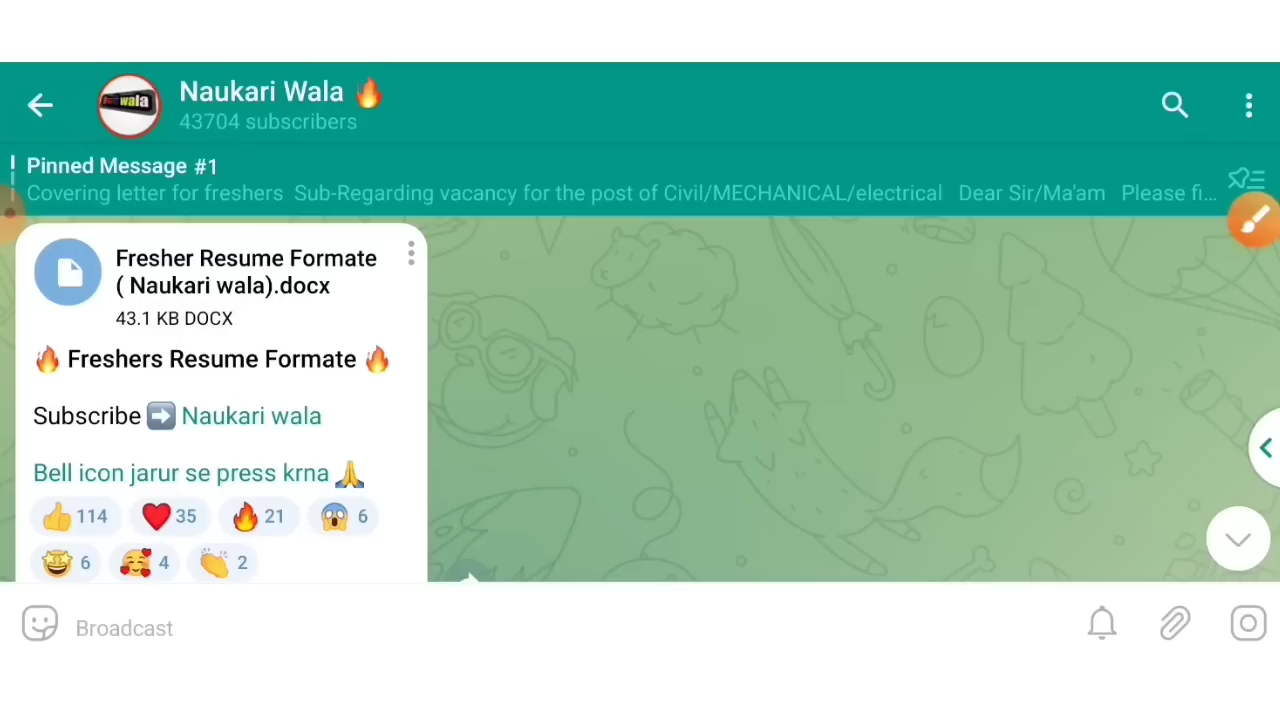 Naukari Wala 🔥
43704 subscribers
Pinned Message #1
Covering letter for freshers Sub-Regarding vacancy for the post of Civil/MECHANICAL/electrical Dear Sir/Ma'am Please fi...
Fresher Resume Formate
( Naukari wala).docx
43.1 KB DOCX
🔥 Freshers Resume Formate 🔥
Subscribe ➡️ Naukari wala
Bell icon jarur se press krna 🙏
👍 114 ❤️ 35 🔥 21 😱 6
🤩 6 🥰 4 👏 2
Broadcast